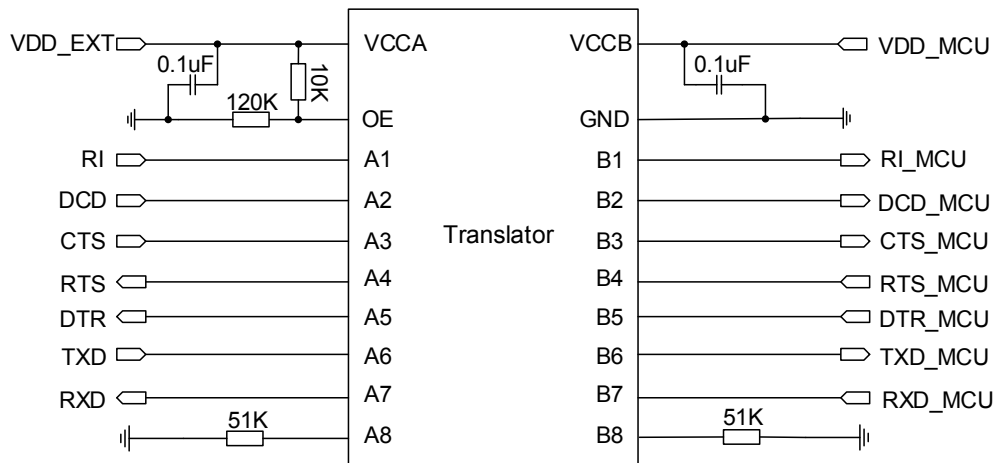 VDD_EXT VCCA VCCB VDD_MCU
0.1uF 10K 0.1uF
120K
OE GND
RI A1 B1 RI_MCU
DCD A2 B2 DCD_MCU
CTS A3 Translator B3 CTS_MCU
RTS A4 B4 RTS_MCU
DTR A5 B5 DTR_MCU
TXD A6 B6 TXD_MCU
RXD A7 B7 RXD_MCU
51K A8 B8 51K